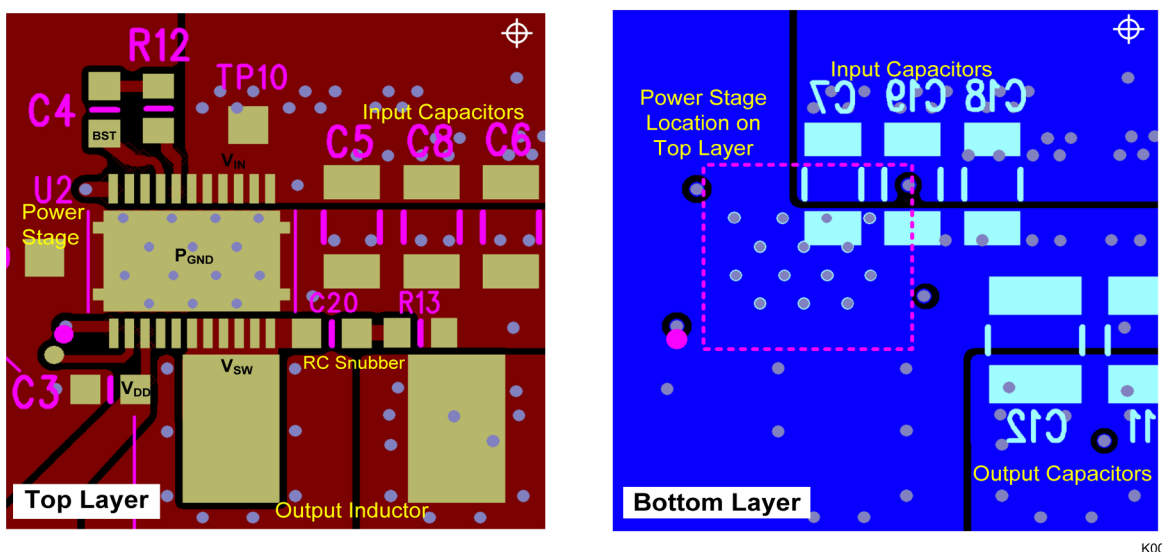 R12
TP10
C4
Input Capacitors
BST
C5
C8
C6
VIN
U2
Power
Stage
PGND
C20
R13
RC Snubber
VSW
C3
VDD
Top Layer
Output Inductor
Input Capacitors
Power Stage
Location on
Top Layer
C7
C19
C18
C12
11
Output Capacitors
Bottom Layer
K00